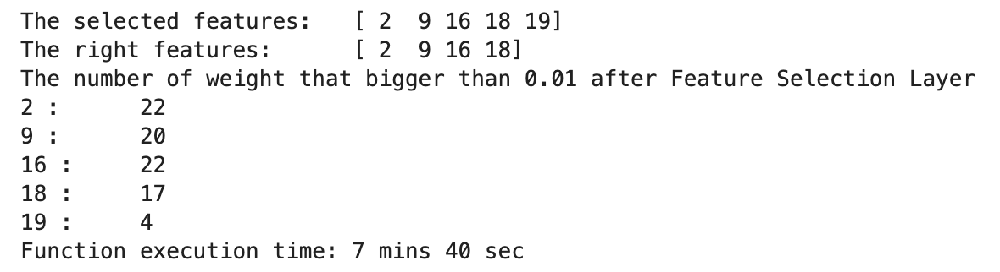 The selected features: [ 2 9 16 18 19]
The right features: [ 2 9 16 18]
The number of weight that bigger than 0.01 after Feature Selection Layer
2 : 22
9 : 20
16 : 22
18 : 17
19 : 4
Function execution time: 7 mins 40 sec